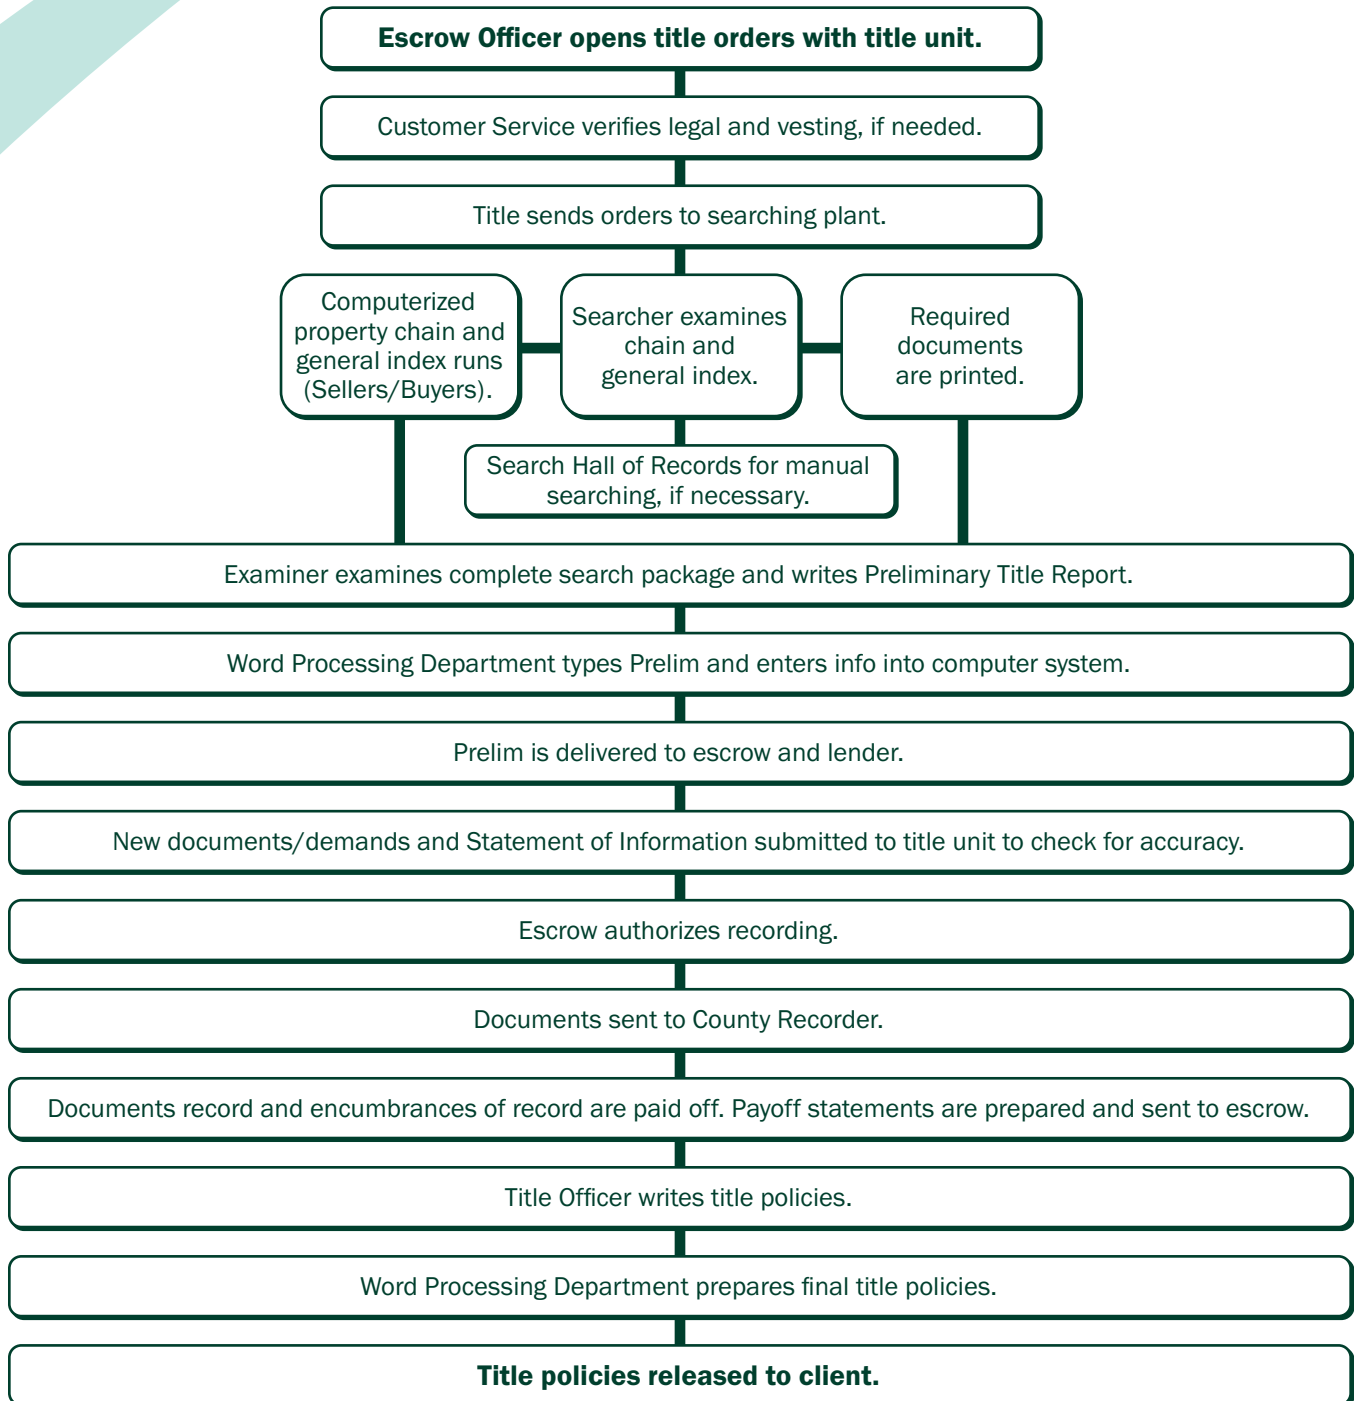 Escrow Officer opens title orders with title unit.
Customer Service verifies legal and vesting, if needed.
Title sends orders to searching plant.
Computerized
property chain and
general index runs
(Sellers/Buyers).
Searcher examines
chain and
general index.
Required
documents
are printed.
Search Hall of Records for manual
searching, if necessary.
Examiner examines complete search package and writes Preliminary Title Report.
Word Processing Department types Prelim and enters info into computer system.
Prelim is delivered to escrow and lender.
New documents/demands and Statement of Information submitted to title unit to check for accuracy.
Escrow authorizes recording.
Documents sent to County Recorder.
Documents record and encumbrances of record are paid off. Payoff statements are prepared and sent to escrow.
Title Officer writes title policies.
Word Processing Department prepares final title policies.
Title policies released to client.